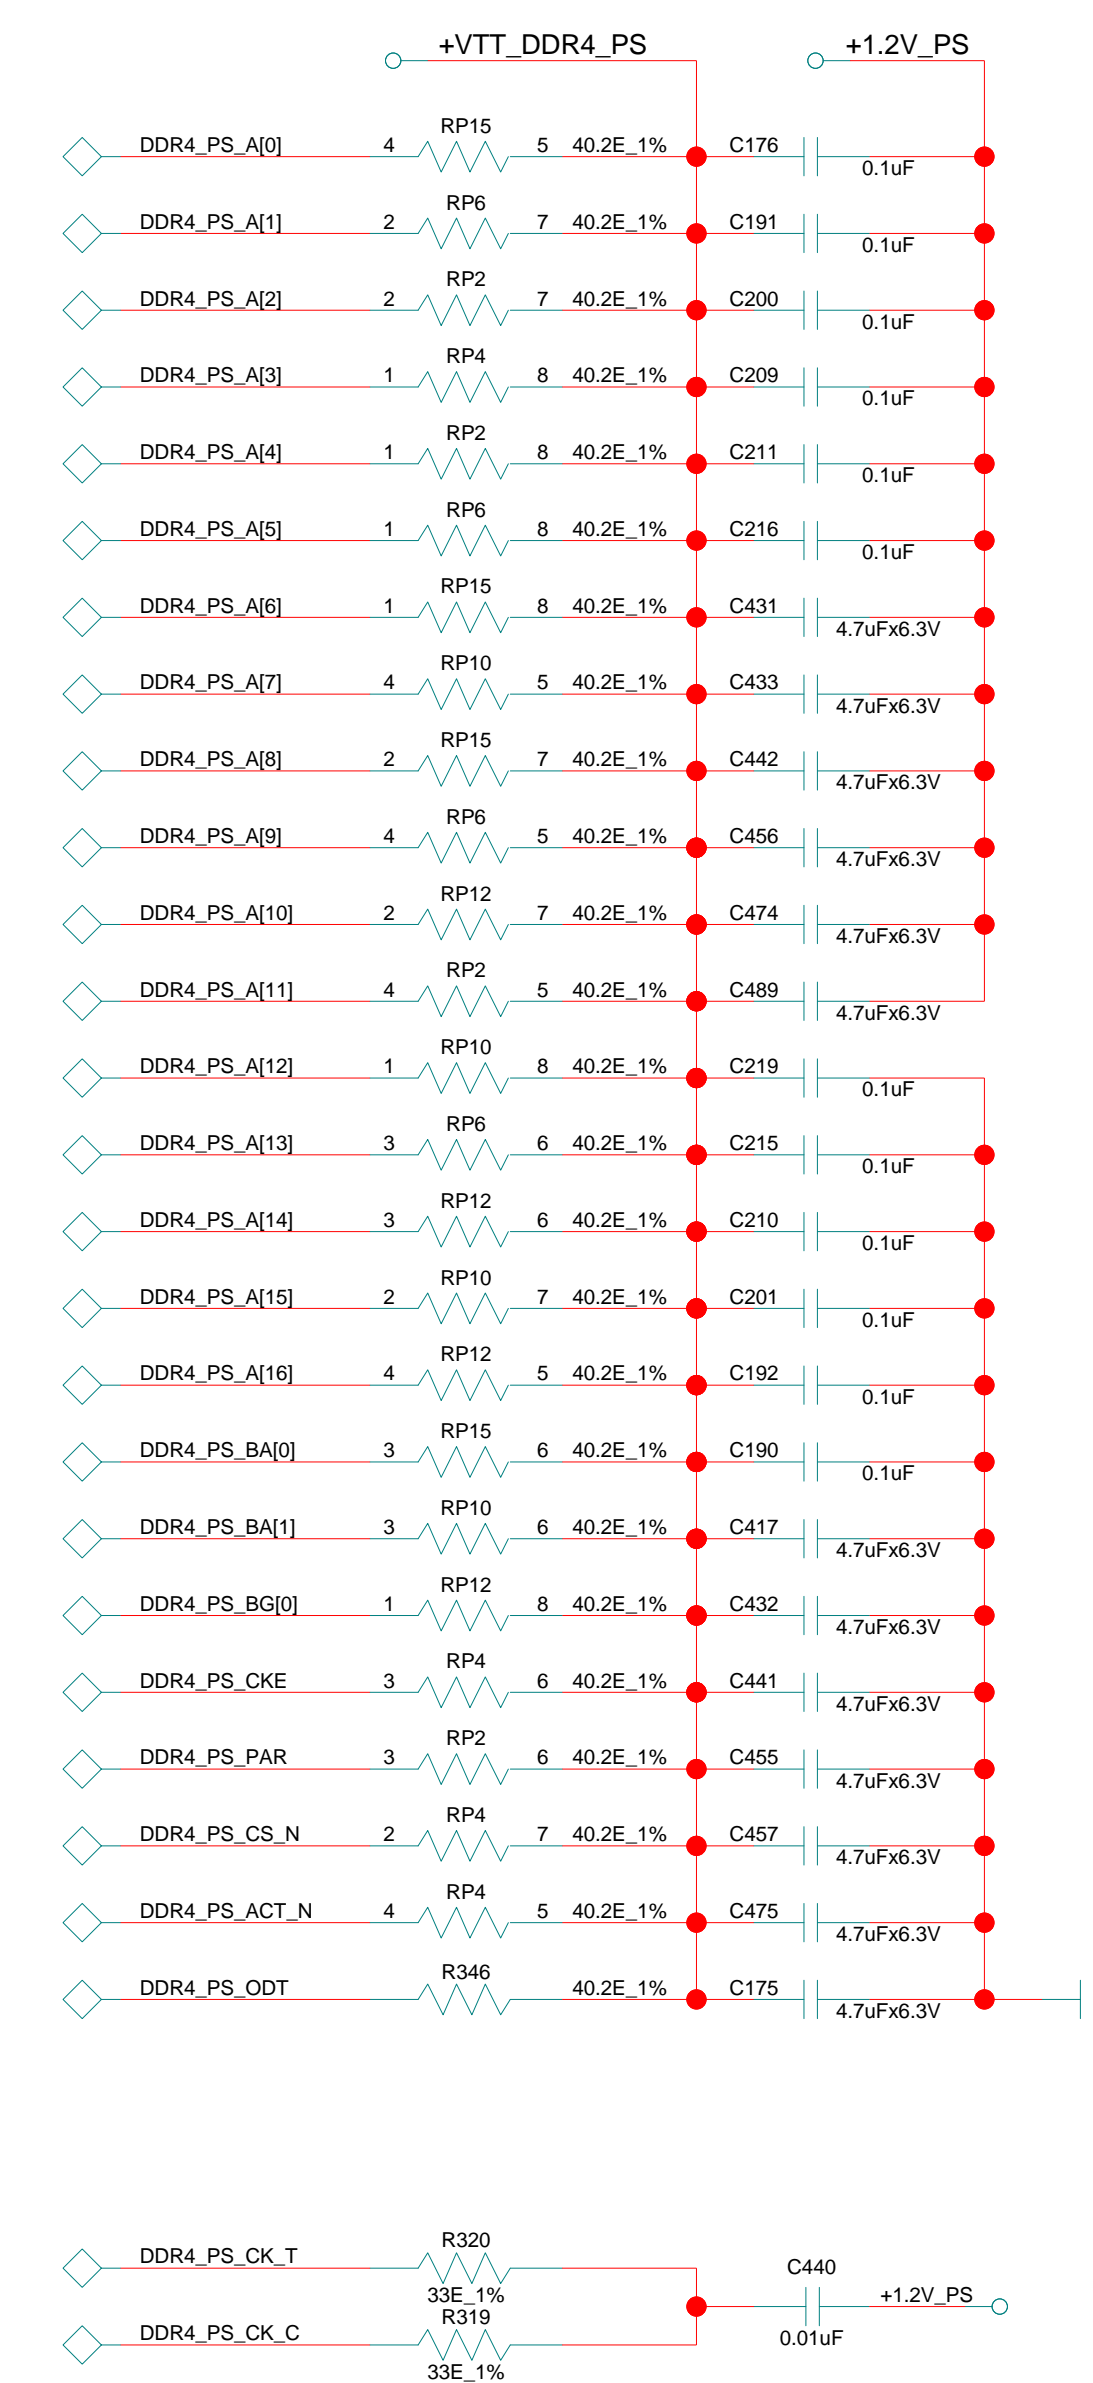 +VTT_DDR4_PS +1.2V_PS
RP15
DDR4_PS_A[0] 4 5 40.2E_1% C176
0.1uF
RP6
DDR4_PS_A[1] 2 7 40.2E_1% C191
0.1uF
RP2
DDR4_PS_A[2] 2 7 40.2E_1% C200
0.1uF
RP4
DDR4_PS_A[3] 1 8 40.2E_1% C209
0.1uF
RP2
DDR4_PS_A[4] 1 8 40.2E_1% C211
0.1uF
RP6
DDR4_PS_A[5] 1 8 40.2E_1% C216
0.1uF
RP15
DDR4_PS_A[6] 1 8 40.2E_1% C431
4.7uFx6.3V
RP10
DDR4_PS_A[7] 4 5 40.2E_1% C433
4.7uFx6.3V
RP15
DDR4_PS_A[8] 2 7 40.2E_1% C442
4.7uFx6.3V
RP6
DDR4_PS_A[9] 4 5 40.2E_1% C456
4.7uFx6.3V
RP12
DDR4_PS_A[10] 2 7 40.2E_1% C474
4.7uFx6.3V
RP2
DDR4_PS_A[11] 4 5 40.2E_1% C489
4.7uFx6.3V
RP10
DDR4_PS_A[12] 1 8 40.2E_1% C219
0.1uF
RP6
DDR4_PS_A[13] 3 6 40.2E_1% C215
0.1uF
RP12
DDR4_PS_A[14] 3 6 40.2E_1% C210
0.1uF
RP10
DDR4_PS_A[15] 2 7 40.2E_1% C201
0.1uF
RP12
DDR4_PS_A[16] 4 5 40.2E_1% C192
0.1uF
RP15
DDR4_PS_BA[0] 3 6 40.2E_1% C190
0.1uF
RP10
DDR4_PS_BA[1] 3 6 40.2E_1% C417
4.7uFx6.3V
RP12
DDR4_PS_BG[0] 1 8 40.2E_1% C432
4.7uFx6.3V
RP4
DDR4_PS_CKE 3 6 40.2E_1% C441
4.7uFx6.3V
RP2
DDR4_PS_PAR 3 6 40.2E_1% C455
4.7uFx6.3V
RP4
DDR4_PS_CS_N 2 7 40.2E_1% C457
4.7uFx6.3V
RP4
DDR4_PS_ACT_N 4 5 40.2E_1% C475
4.7uFx6.3V
R346
DDR4_PS_ODT 40.2E_1% C175
4.7uFx6.3V
R320
DDR4_PS_CK_T
33E_1%
C440
+1.2V_PS
0.01uF
R319
DDR4_PS_CK_C
33E_1%